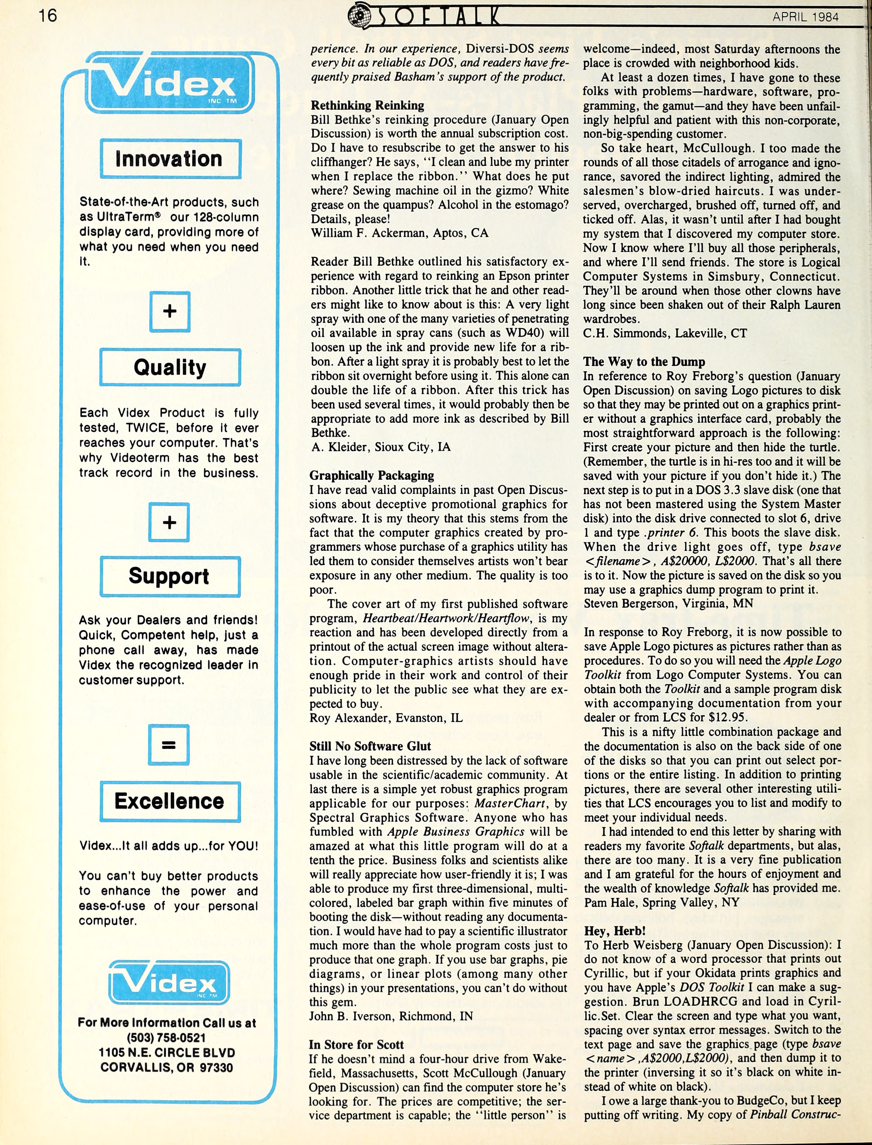 16
SOFTALK
APRIL 1984
Videx
INC TM
Innovation
State-of-the-Art products, such
as UltraTerm® our 128-column
display card, providing more of
what you need when you need
it.
+
Quality
Each Videx Product is fully
tested, TWICE, before it ever
reaches your computer. That's
why Videoterm has the best
track record in the business.
+
Support
Ask your Dealers and friends!
Quick, Competent help, just a
phone call away, has made
Videx the recognized leader in
customer support.
=
Excellence
Videx...It all adds up...for YOU!
You can't buy better products
to enhance the power and
ease-of-use of your personal
computer.
Videx
INC TM
For More Information Call us at
(503) 758-0521
1105 N.E. CIRCLE BLVD
CORVALLIS, OR 97330
perience. In our experience, Diversi-DOS seems
every bit as reliable as DOS, and readers have fre-
quently praised Basham's support of the product.
Rethinking Reinking
Bill Bethke's reinking procedure (January Open
Discussion) is worth the annual subscription cost.
Do I have to resubscribe to get the answer to his
cliffhanger? He says, "I clean and lube my printer
when I replace the ribbon." What does he put
where? Sewing machine oil in the gizmo? White
grease on the quampus? Alcohol in the estomago?
Details, please!
William F. Ackerman, Aptos, CA
Reader Bill Bethke outlined his satisfactory ex-
perience with regard to reinking an Epson printer
ribbon. Another little trick that he and other read-
ers might like to know about is this: A very light
spray with one of the many varieties of penetrating
oil available in spray cans (such as WD40) will
loosen up the ink and provide new life for a rib-
bon. After a light spray it is probably best to let the
ribbon sit overnight before using it. This alone can
double the life of a ribbon. After this trick has
been used several times, it would probably then be
appropriate to add more ink as described by Bill
Bethke.
A. Kleider, Sioux City, IA
Graphically Packaging
I have read valid complaints in past Open Discus-
sions about deceptive promotional graphics for
software. It is my theory that this stems from the
fact that the computer graphics created by pro-
grammers whose purchase of a graphics utility has
led them to consider themselves artists won't bear
exposure in any other medium. The quality is too
poor.
The cover art of my first published software
program, Heartbeat/Heartwork/Heartflow, is my
reaction and has been developed directly from a
printout of the actual screen image without altera-
tion. Computer-graphics artists should have
enough pride in their work and control of their
publicity to let the public see what they are ex-
pected to buy.
Roy Alexander, Evanston, IL
Still No Software Glut
I have long been distressed by the lack of software
usable in the scientific/academic community. At
last there is a simple yet robust graphics program
applicable for our purposes: MasterChart, by
Spectral Graphics Software. Anyone who has
fumbled with Apple Business Graphics will be
amazed at what this little program will do at a
tenth the price. Business folks and scientists alike
will really appreciate how user-friendly it is; I was
able to produce my first three-dimensional, multi-
colored, labeled bar graph within five minutes of
booting the disk—without reading any documenta-
tion. I would have had to pay a scientific illustrator
much more than the whole program costs just to
produce that one graph. If you use bar graphs, pie
diagrams, or linear plots (among many other
things) in your presentations, you can't do without
this gem.
John B. Iverson, Richmond, IN
In Store for Scott
If he doesn't mind a four-hour drive from Wake-
field, Massachusetts, Scott McCullough (January
Open Discussion) can find the computer store he's
looking for. The prices are competitive; the ser-
vice department is capable; the "little person" is
welcome—indeed, most Saturday afternoons the
place is crowded with neighborhood kids.
At least a dozen times, I have gone to these
folks with problems—hardware, software, pro-
gramming, the gamut—and they have been unfail-
ingly helpful and patient with this non-corporate,
non-big-spending customer.
So take heart, McCullough. I too made the
rounds of all those citadels of arrogance and igno-
rance, savored the indirect lighting, admired the
salesmen's blow-dried haircuts. I was under-
served, overcharged, brushed off, turned off, and
ticked off. Alas, it wasn't until after I had bought
my system that I discovered my computer store.
Now I know where I'll buy all those peripherals,
and where I'll send friends. The store is Logical
Computer Systems in Simsbury, Connecticut.
They'll be around when those other clowns have
long since been shaken out of their Ralph Lauren
wardrobes.
C.H. Simmonds, Lakeville, CT
The Way to the Dump
In reference to Roy Freborg's question (January
Open Discussion) on saving Logo pictures to disk
so that they may be printed out on a graphics print-
er without a graphics interface card, probably the
most straightforward approach is the following:
First create your picture and then hide the turtle.
(Remember, the turtle is in hi-res too and it will be
saved with your picture if you don't hide it.) The
next step is to put in a DOS 3.3 slave disk (one that
has not been mastered using the System Master
disk) into the disk drive connected to slot 6, drive
1 and type .printer 6. This boots the slave disk.
When the drive light goes off, type bsave
<filename>, A$20000, L$2000. That's all there
is to it. Now the picture is saved on the disk so you
may use a graphics dump program to print it.
Steven Bergerson, Virginia, MN
In response to Roy Freborg, it is now possible to
save Apple Logo pictures as pictures rather than as
procedures. To do so you will need the Apple Logo
Toolkit from Logo Computer Systems. You can
obtain both the Toolkit and a sample program disk
with accompanying documentation from your
dealer or from LCS for $12.95.
This is a nifty little combination package and
the documentation is also on the back side of one
of the disks so that you can print out select por-
tions or the entire listing. In addition to printing
pictures, there are several other interesting utili-
ties that LCS encourages you to list and modify to
meet your individual needs.
I had intended to end this letter by sharing with
readers my favorite Softalk departments, but alas,
there are too many. It is a very fine publication
and I am grateful for the hours of enjoyment and
the wealth of knowledge Softalk has provided me.
Pam Hale, Spring Valley, NY
Hey, Herb!
To Herb Weisberg (January Open Discussion): I
do not know of a word processor that prints out
Cyrillic, but if your Okidata prints graphics and
you have Apple's DOS Toolkit I can make a sug-
gestion. Brun LOADHRCG and load in Cyril-
lic.Set. Clear the screen and type what you want,
spacing over syntax error messages. Switch to the
text page and save the graphics page (type bsave
<name>,A$2000,L$2000), and then dump it to
the printer (inversing it so it's black on white in-
stead of white on black).
I owe a large thank-you to BudgeCo, but I keep
putting off writing. My copy of Pinball Construc-